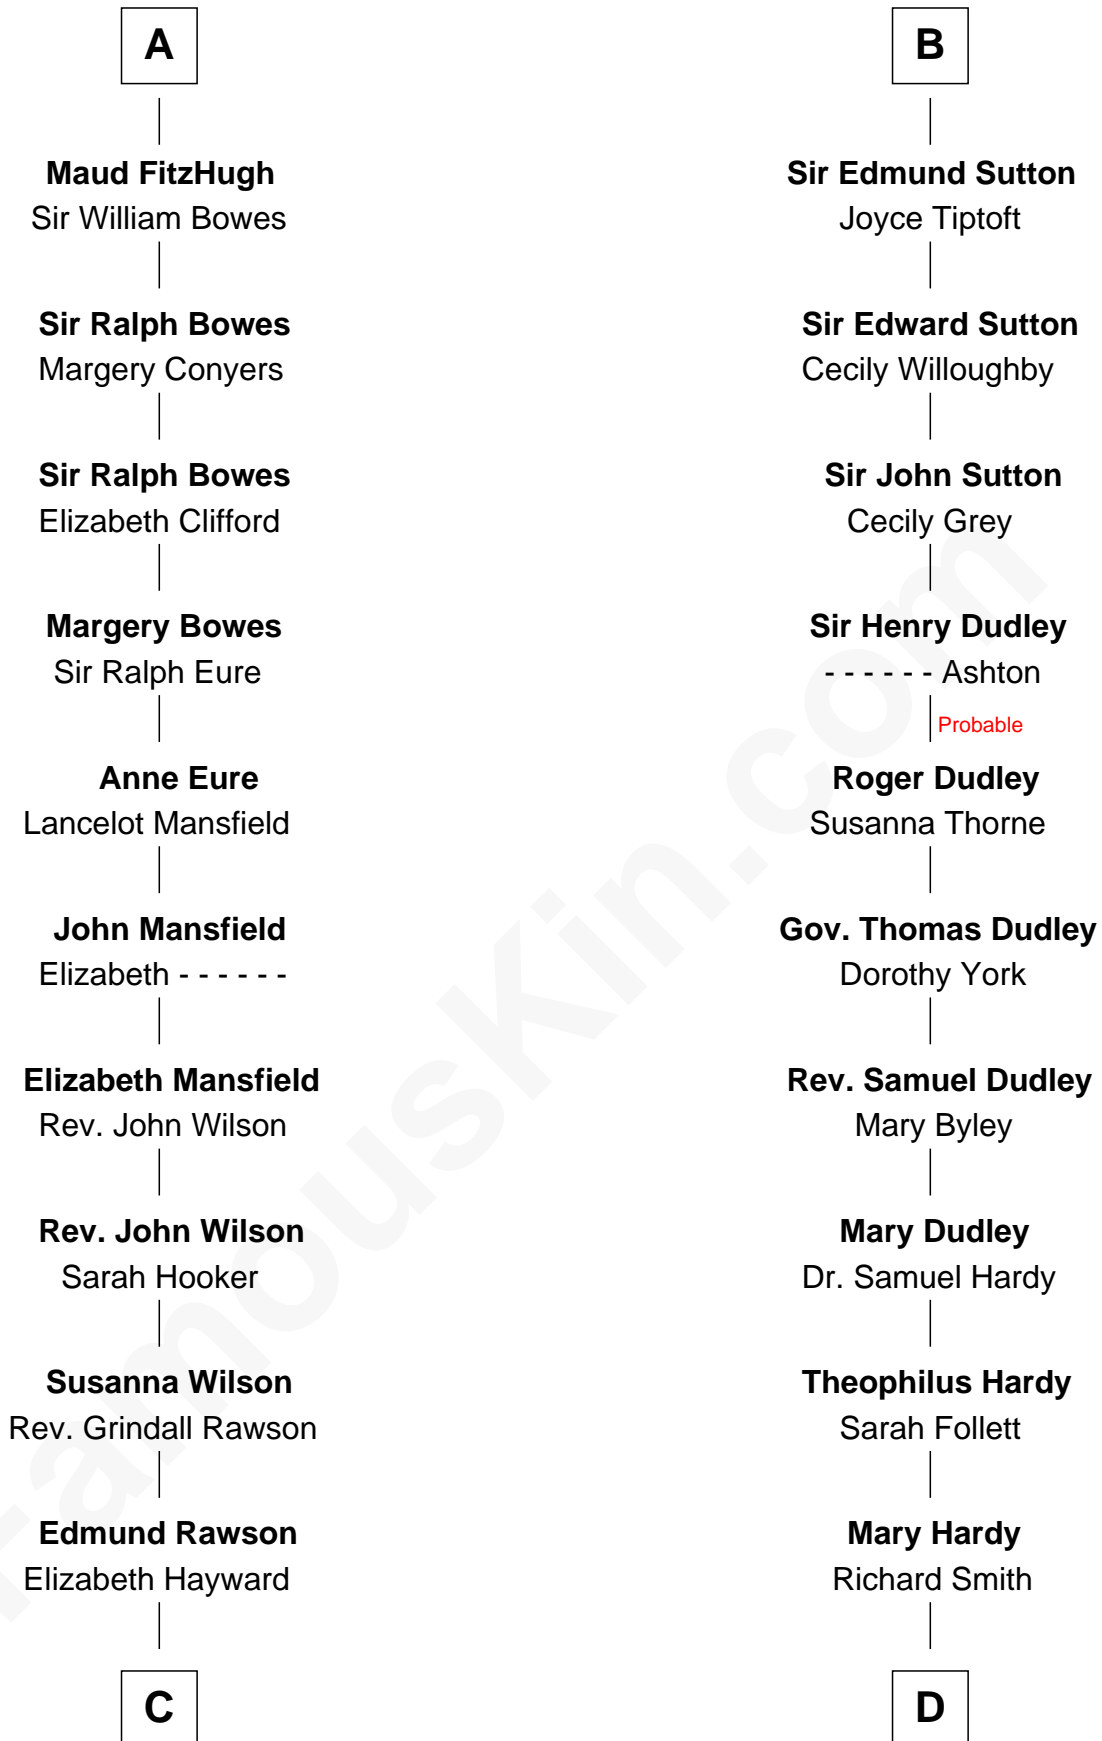 A
Maud FitzHugh
Sir William Bowes
Sir Ralph Bowes
Margery Conyers
Sir Ralph Bowes
Elizabeth Clifford
Margery Bowes
Sir Ralph Eure
Anne Eure
Lancelot Mansfield
John Mansfield
Elizabeth - - - - - -
Elizabeth Mansfield
Rev. John Wilson
Rev. John Wilson
Sarah Hooker
Susanna Wilson
Rev. Grindall Rawson
Edmund Rawson
Elizabeth Hayward
C
B
Sir Edmund Sutton
Joyce Tiptoft
Sir Edward Sutton
Cecily Willoughby
Sir John Sutton
Cecily Grey
Sir Henry Dudley
- - - - - - Ashton
Probable
Roger Dudley
Susanna Thorne
Gov. Thomas Dudley
Dorothy York
Rev. Samuel Dudley
Mary Byley
Mary Dudley
Dr. Samuel Hardy
Theophilus Hardy
Sarah Follett
Mary Hardy
Richard Smith
D
FamousKin.com